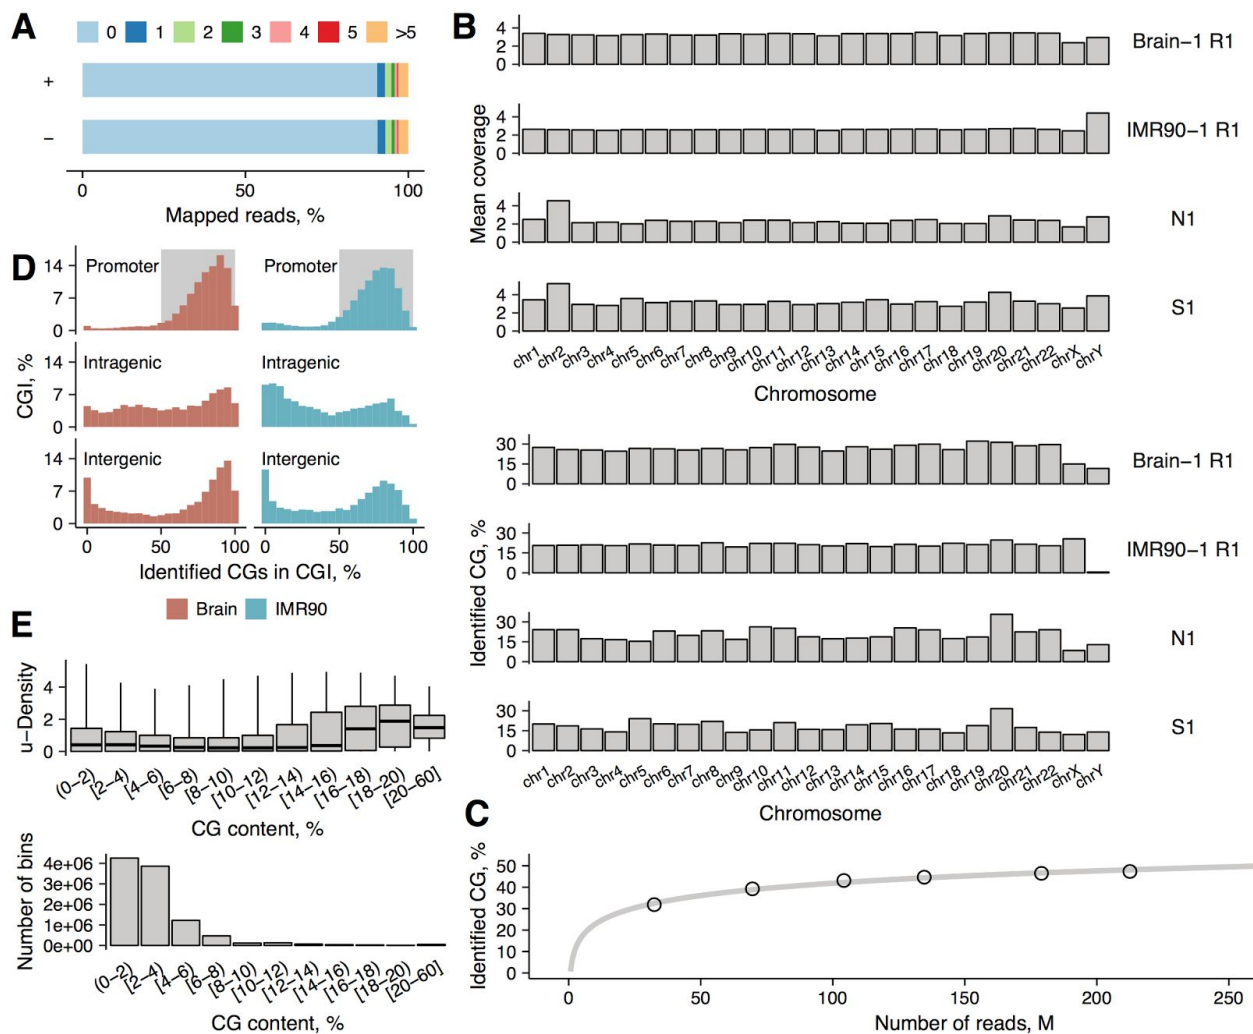 A
0 1 2 3 4 5 >5
+
−
0 50 100
Mapped reads, %
B
4
2
0
Brain−1 R1
4
2
0
IMR90−1 R1
4
2
0
N1
4
2
0
S1
Mean coverage
chr1 chr2 chr3 chr4 chr5 chr6 chr7 chr8 chr9 chr10 chr11 chr12 chr13 chr14 chr15 chr16 chr17 chr18 chr19 chr20 chr21 chr22 chrX chrY
Chromosome
30
15
0
Brain−1 R1
30
15
0
IMR90−1 R1
30
15
0
N1
30
15
0
S1
Identified CG, %
chr1 chr2 chr3 chr4 chr5 chr6 chr7 chr8 chr9 chr10 chr11 chr12 chr13 chr14 chr15 chr16 chr17 chr18 chr19 chr20 chr21 chr22 chrX chrY
Chromosome
D
14
7
0
Promoter Promoter
14
7
0
Intragenic Intragenic
14
7
0
Intergenic Intergenic
CGI, %
0 50 100 0 50 100
Identified CGs in CGI, %
Brain IMR90
E
u−Density
4
2
0
(0−2) [2−4) [4−6) [6−8) [8−10) [10−12) [12−14) [14−16) [16−18) [18−20) [20−60]
CG content, %
Number of bins
4e+06
3e+06
2e+06
1e+06
0e+00
(0−2) [2−4) [4−6) [6−8) [8−10) [10−12) [12−14) [14−16) [16−18) [18−20) [20−60]
CG content, %
C
Identified CG, %
50
40
30
20
10
0
0 50 100 150 200 250
Number of reads, M